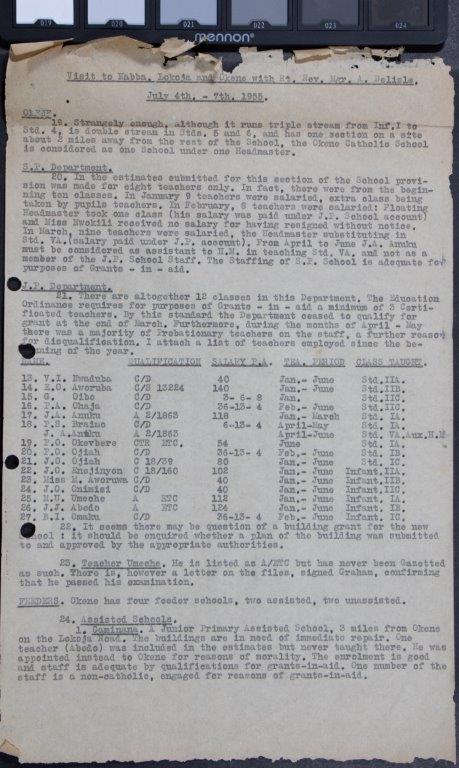 019 020 021 022 023 024
mennon
Visit to Kabba, Lokoja and Okene with Rt. Rev. Mgr. A. Delisle.
July 4th. - 7th. 1955.
OKENE.
19. Strangely enough, although it runs triple stream from Inf.I to
Std. 4, is double stream in Stds. 5 and 6, and has one section on a site
about 2 miles away from the rest of the School, the Okene Catholic School
is considered as one School under one Headmaster.
S.P. Department.
20. In the estimates submitted for this section of the School provi-
sion was made for eight teachers only. In fact, there were from the begin-
ning ten classes. In January 9 teachers were salaried, extra class being
taken by pupile teachers, In February, 8 teachers were salaried: Floating
Headmaster took one class (his salary was paid under J.P. School account)
and Miss Nwokili received no salary for having resigned without notice.
In March, nine teachers were salaried, the Headmaster substituting in
Std. VA,(salary paid under J.P. account). From April to June J.A. Anuku
must be considered as assistant to H.M. in teaching Std. VA, and not as a
member of the J.P. School Staff. The Staffing of S.P. School is adequate for
purposes of Grants - in - aid.
J.P. Department.
21. There are altogether 12 classes in this Department. The Education
Ordinance requires for purposes of Grants - in - aid a minimum of 3 Certi-
ficated teachers. By this standard the Department ceased to qualify for
grant at the end of March. Furthermore, during the months of April - May
there was a majority of Probationary teachers on the staff, a further reason
for disqualification. I attach a list of teachers employed since the be-
ginning of the year.
NAME. QUALIFICATION SALARY P.A. TEA. PERIOD CLASS TAUGHT.
13. V.I. Nwaduba C/D 40 Jan.- June Std.IIA.
14. E.O. Aworuba C/S 13224 140 Jan.- June Std.IIB.
15. G. Oibo C/D 3- 6- 8 Jan. Std.IIC.
16. P.A. Ohaja C/D 36-13- 4 Feb.- June Std.IIC.
17. J.A. Anuku A 2/1863 118 Jan.- March Std. IA.
18. P.S. Braimo C/D 6-13- 4 April-May Std. IA.
J. A.Anuku A 2/1863 April-June Std. VA.Aux.H.M
19. P.D. Okevbere CTR ETC. 54 June Std. IA.
20. P.O. Ojiah C/D 36-13- 4 Feb.- June Std. IB.
21. J.O. Ojiah C 18/39 80 Jan.- June Std. IC.
22. J.O. Enejinyon C 18/160 102 Jan.- June Infant.IIA.
23. Miss M. Aworuwa C/D 40 Jan.- June Infant.IIB.
24. J.O. Onimisi C/D 40 Jan.- June Infant.IIC.
25. M.N. Umeche A ETC 112 Jan.- June Infant. IA.
26. J.J. Abedo A ETC 124 Jan.- June Infant. IB.
27. B.I. Omaku C/D 36-13- 4 Feb.- June Infant. IC.
22. It seems there may be question of a building grant for the new
School : it should be enquired whether a plan of the building was submitted
to and approved by the appropriate authorities.
23. Teacher Umeche. He is listed as A/ETC but has never been Gazetted
as such. There is, however a letter on the files, signed Graham, confirming
that he passed his examination.
FEEDERS. Okene has four feeder schools, two assisted, two unassisted.
24. Assisted Schools.
1. Caminana. A Junior Primary Assisted School, 3 miles from Okene
on the Lokoja Road. The buildings are in need of immediate repair. One
teacher (Abedo) was included in the estimates but never taught there. He was
appointed instead to Okene for reasons of morality. The enrolment is good
and staff is adequate by qualifications for grants-in-aid. One number of the
staff is a non-catholic, engaged for reasons of grants-in-aid.